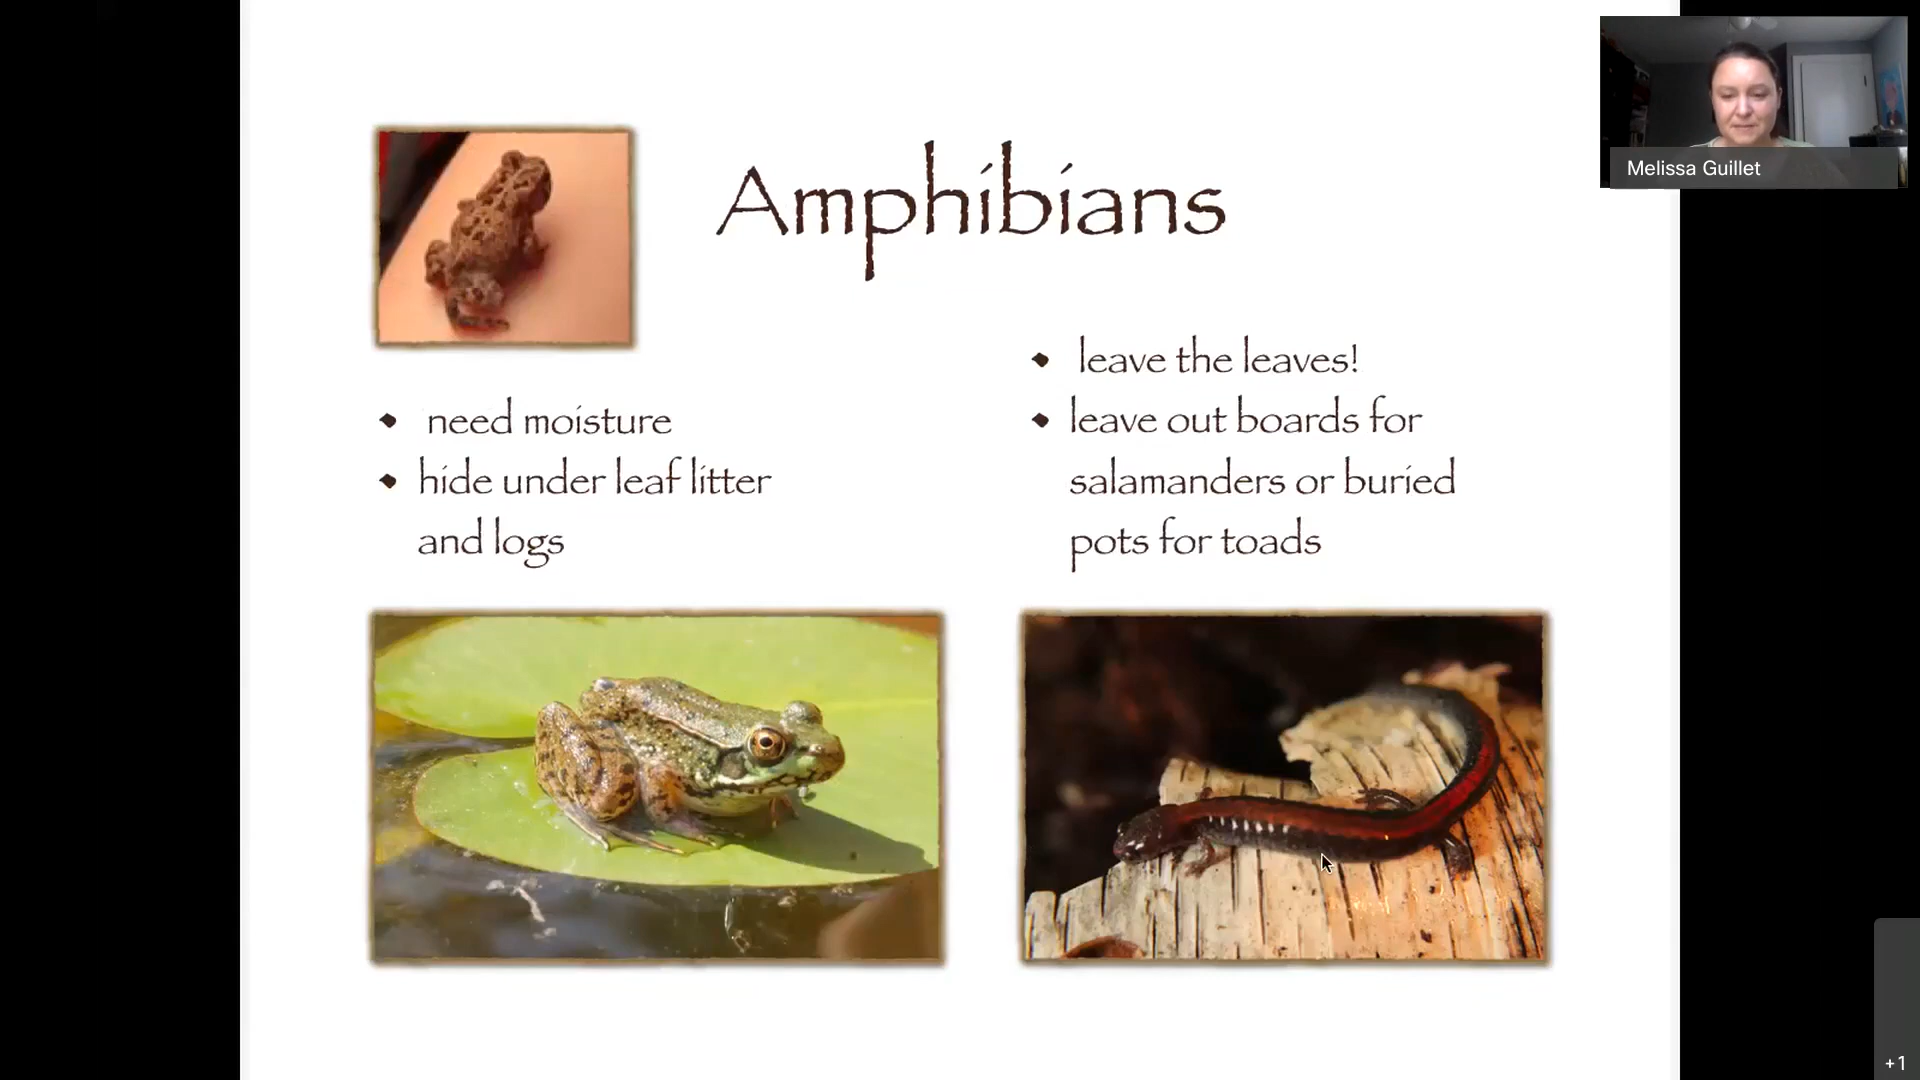 Amphibians
need moisture
hide under leaf litter
and logs
leave the leaves!
leave out boards for
salamanders or buried
pots for toads
Melissa Guillet
+1